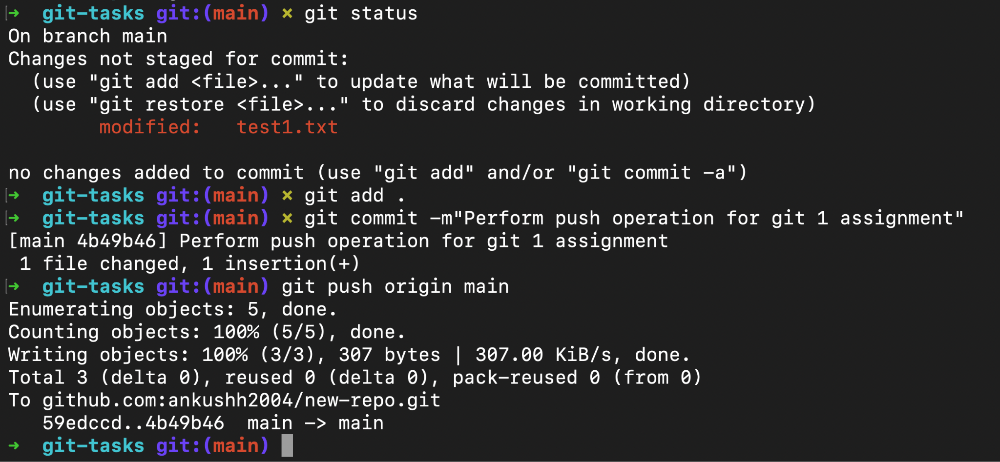 ➜  git-tasks git:(main) ✗ git status
On branch main
Changes not staged for commit:
  (use "git add <file>..." to update what will be committed)
  (use "git restore <file>..." to discard changes in working directory)
        modified:   test1.txt

no changes added to commit (use "git add" and/or "git commit -a")
➜  git-tasks git:(main) ✗ git add .
➜  git-tasks git:(main) ✗ git commit -m"Perform push operation for git 1 assignment"
[main 4b49b46] Perform push operation for git 1 assignment
 1 file changed, 1 insertion(+)
➜  git-tasks git:(main) git push origin main
Enumerating objects: 5, done.
Counting objects: 100% (5/5), done.
Writing objects: 100% (3/3), 307 bytes | 307.00 KiB/s, done.
Total 3 (delta 0), reused 0 (delta 0), pack-reused 0 (from 0)
To github.com:ankushh2004/new-repo.git
   59edccd..4b49b46  main -> main
➜  git-tasks git:(main)